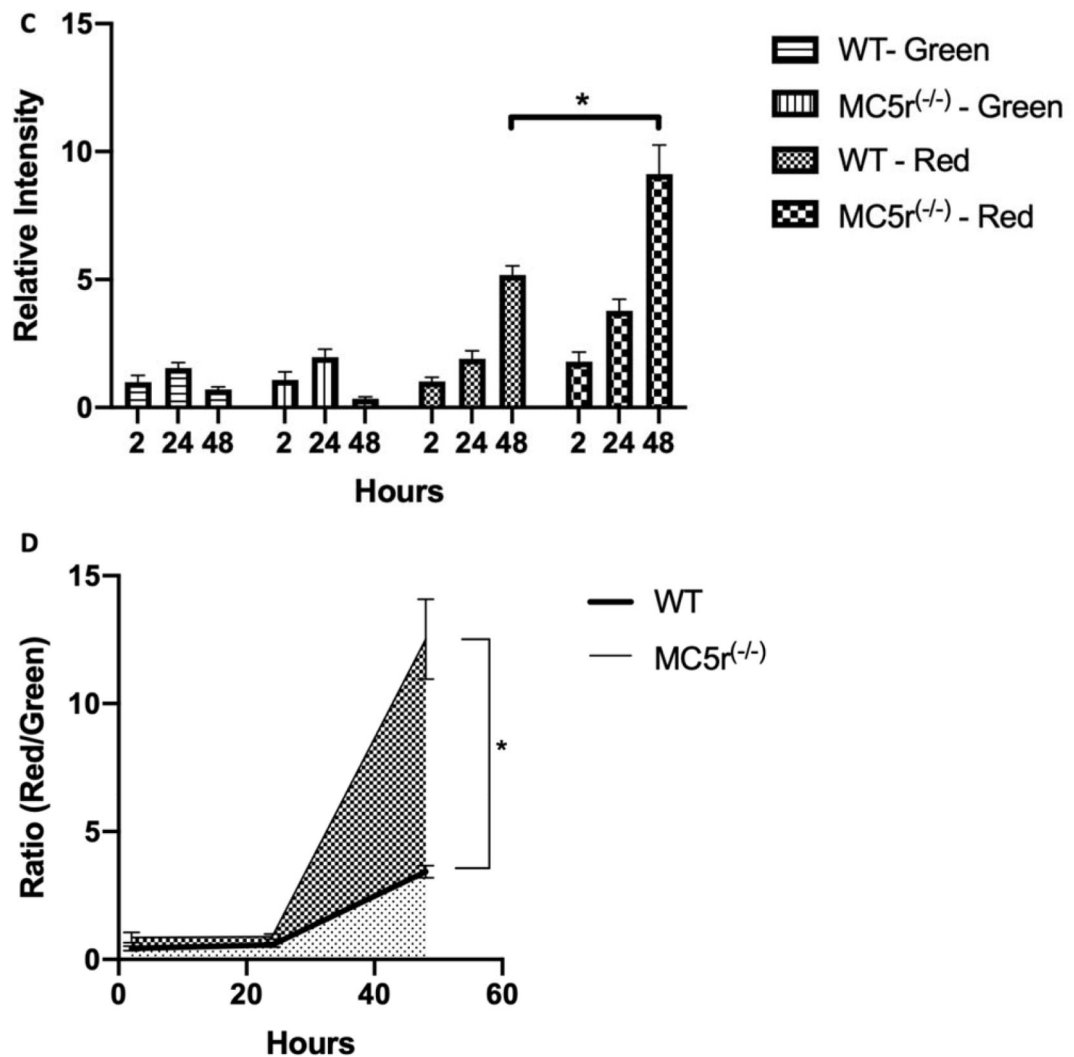 C
15
10
5
0
Relative Intensity
*
2 24 48 2 24 48 2 24 48 2 24 48
Hours
WT- Green
MC5r(-/-) - Green
WT - Red
MC5r(-/-) - Red
D
15
10
5
0
Ratio (Red/Green)
*
0 20 40 60
Hours
WT
MC5r(-/-)